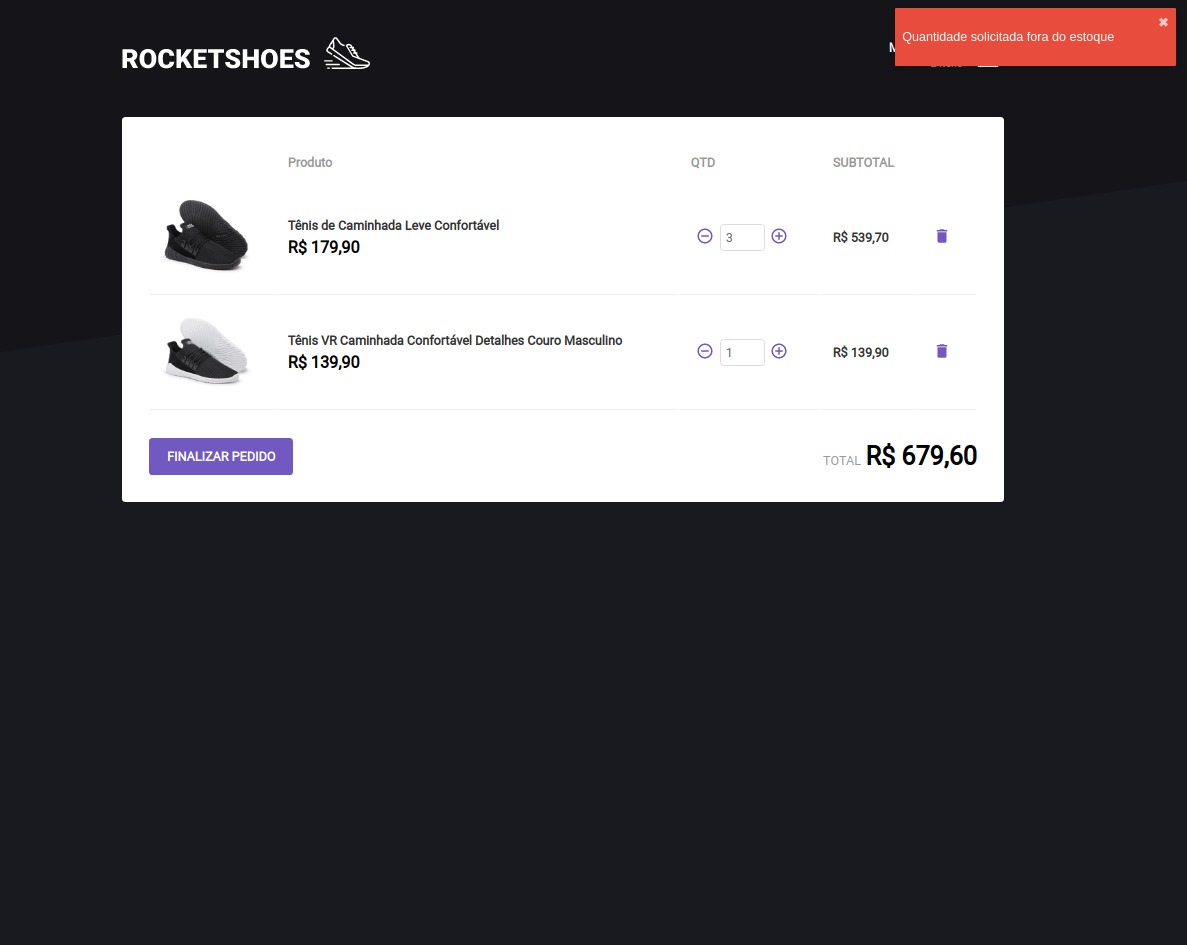 ROCKETSHOES
Quantidade solicitada fora do estoque
Produto QTD SUBTOTAL
Tênis de Caminhada Leve Confortável
R$ 179,90
3
R$ 539,70
Tênis VR Caminhada Confortável Detalhes Couro Masculino
R$ 139,90
1
R$ 139,90
FINALIZAR PEDIDO
TOTAL R$ 679,60